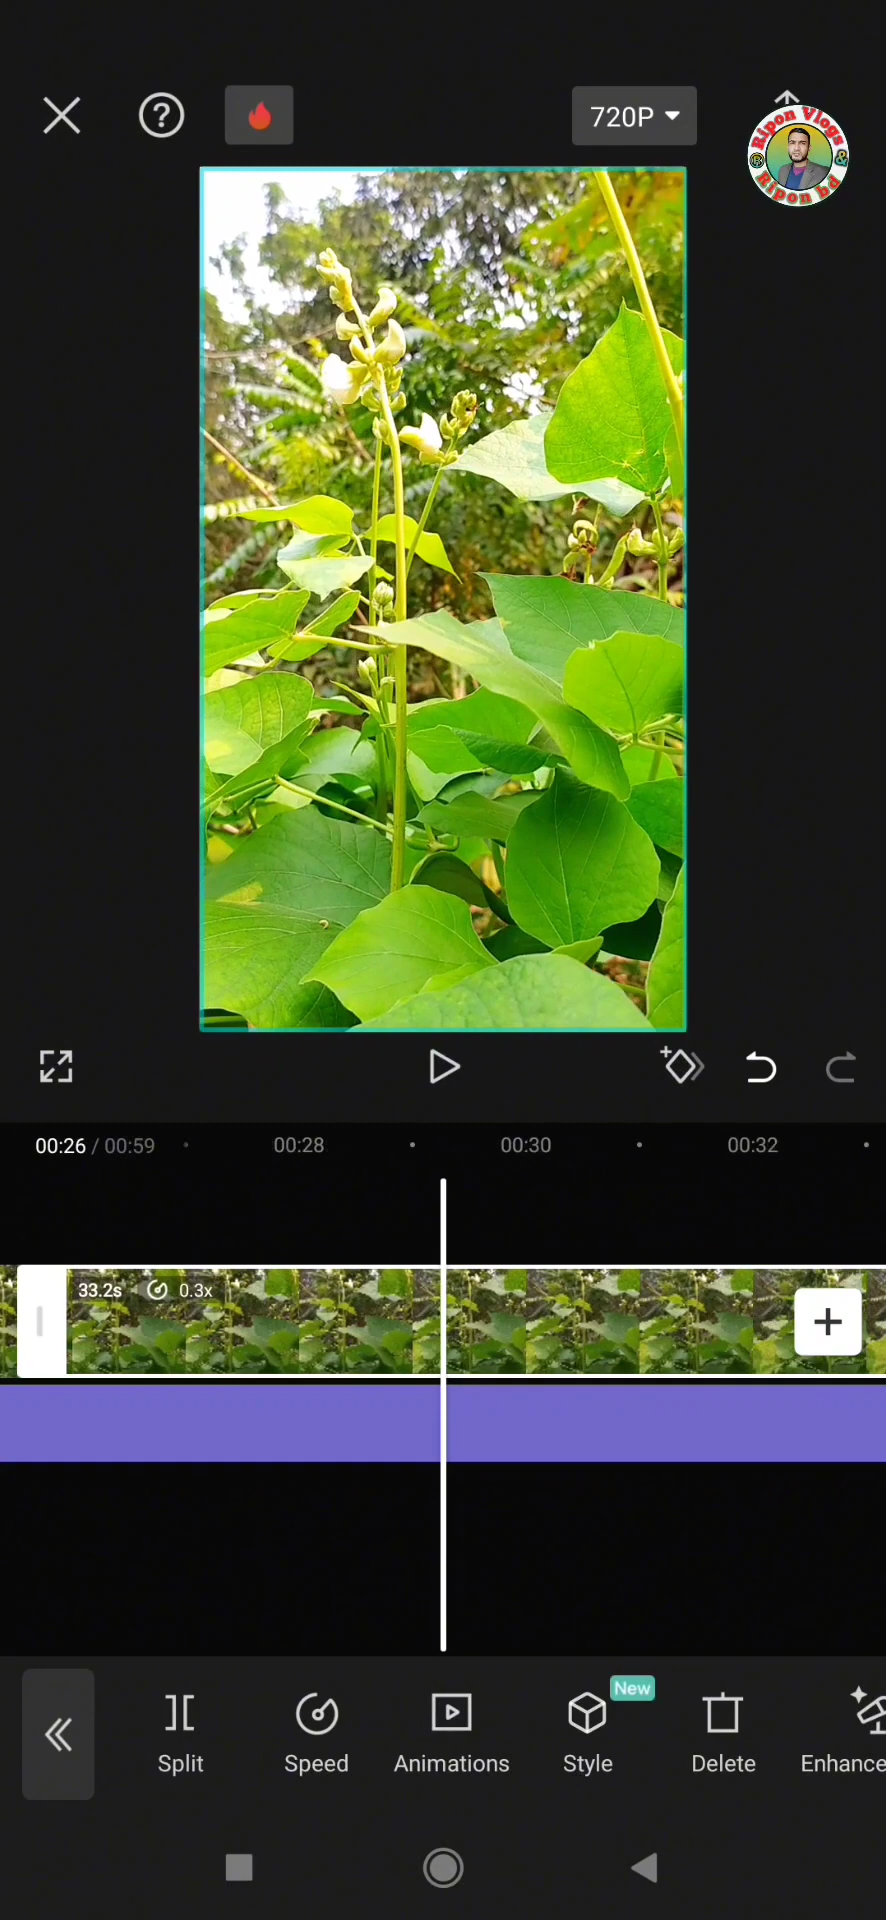 720P
Ripon Vlogs
&
Ripon bd
00:26 / 00:59
00:28
00:30
00:32
33.2s
0.3x
New
Split
Speed
Animations
Style
Delete
Enhance